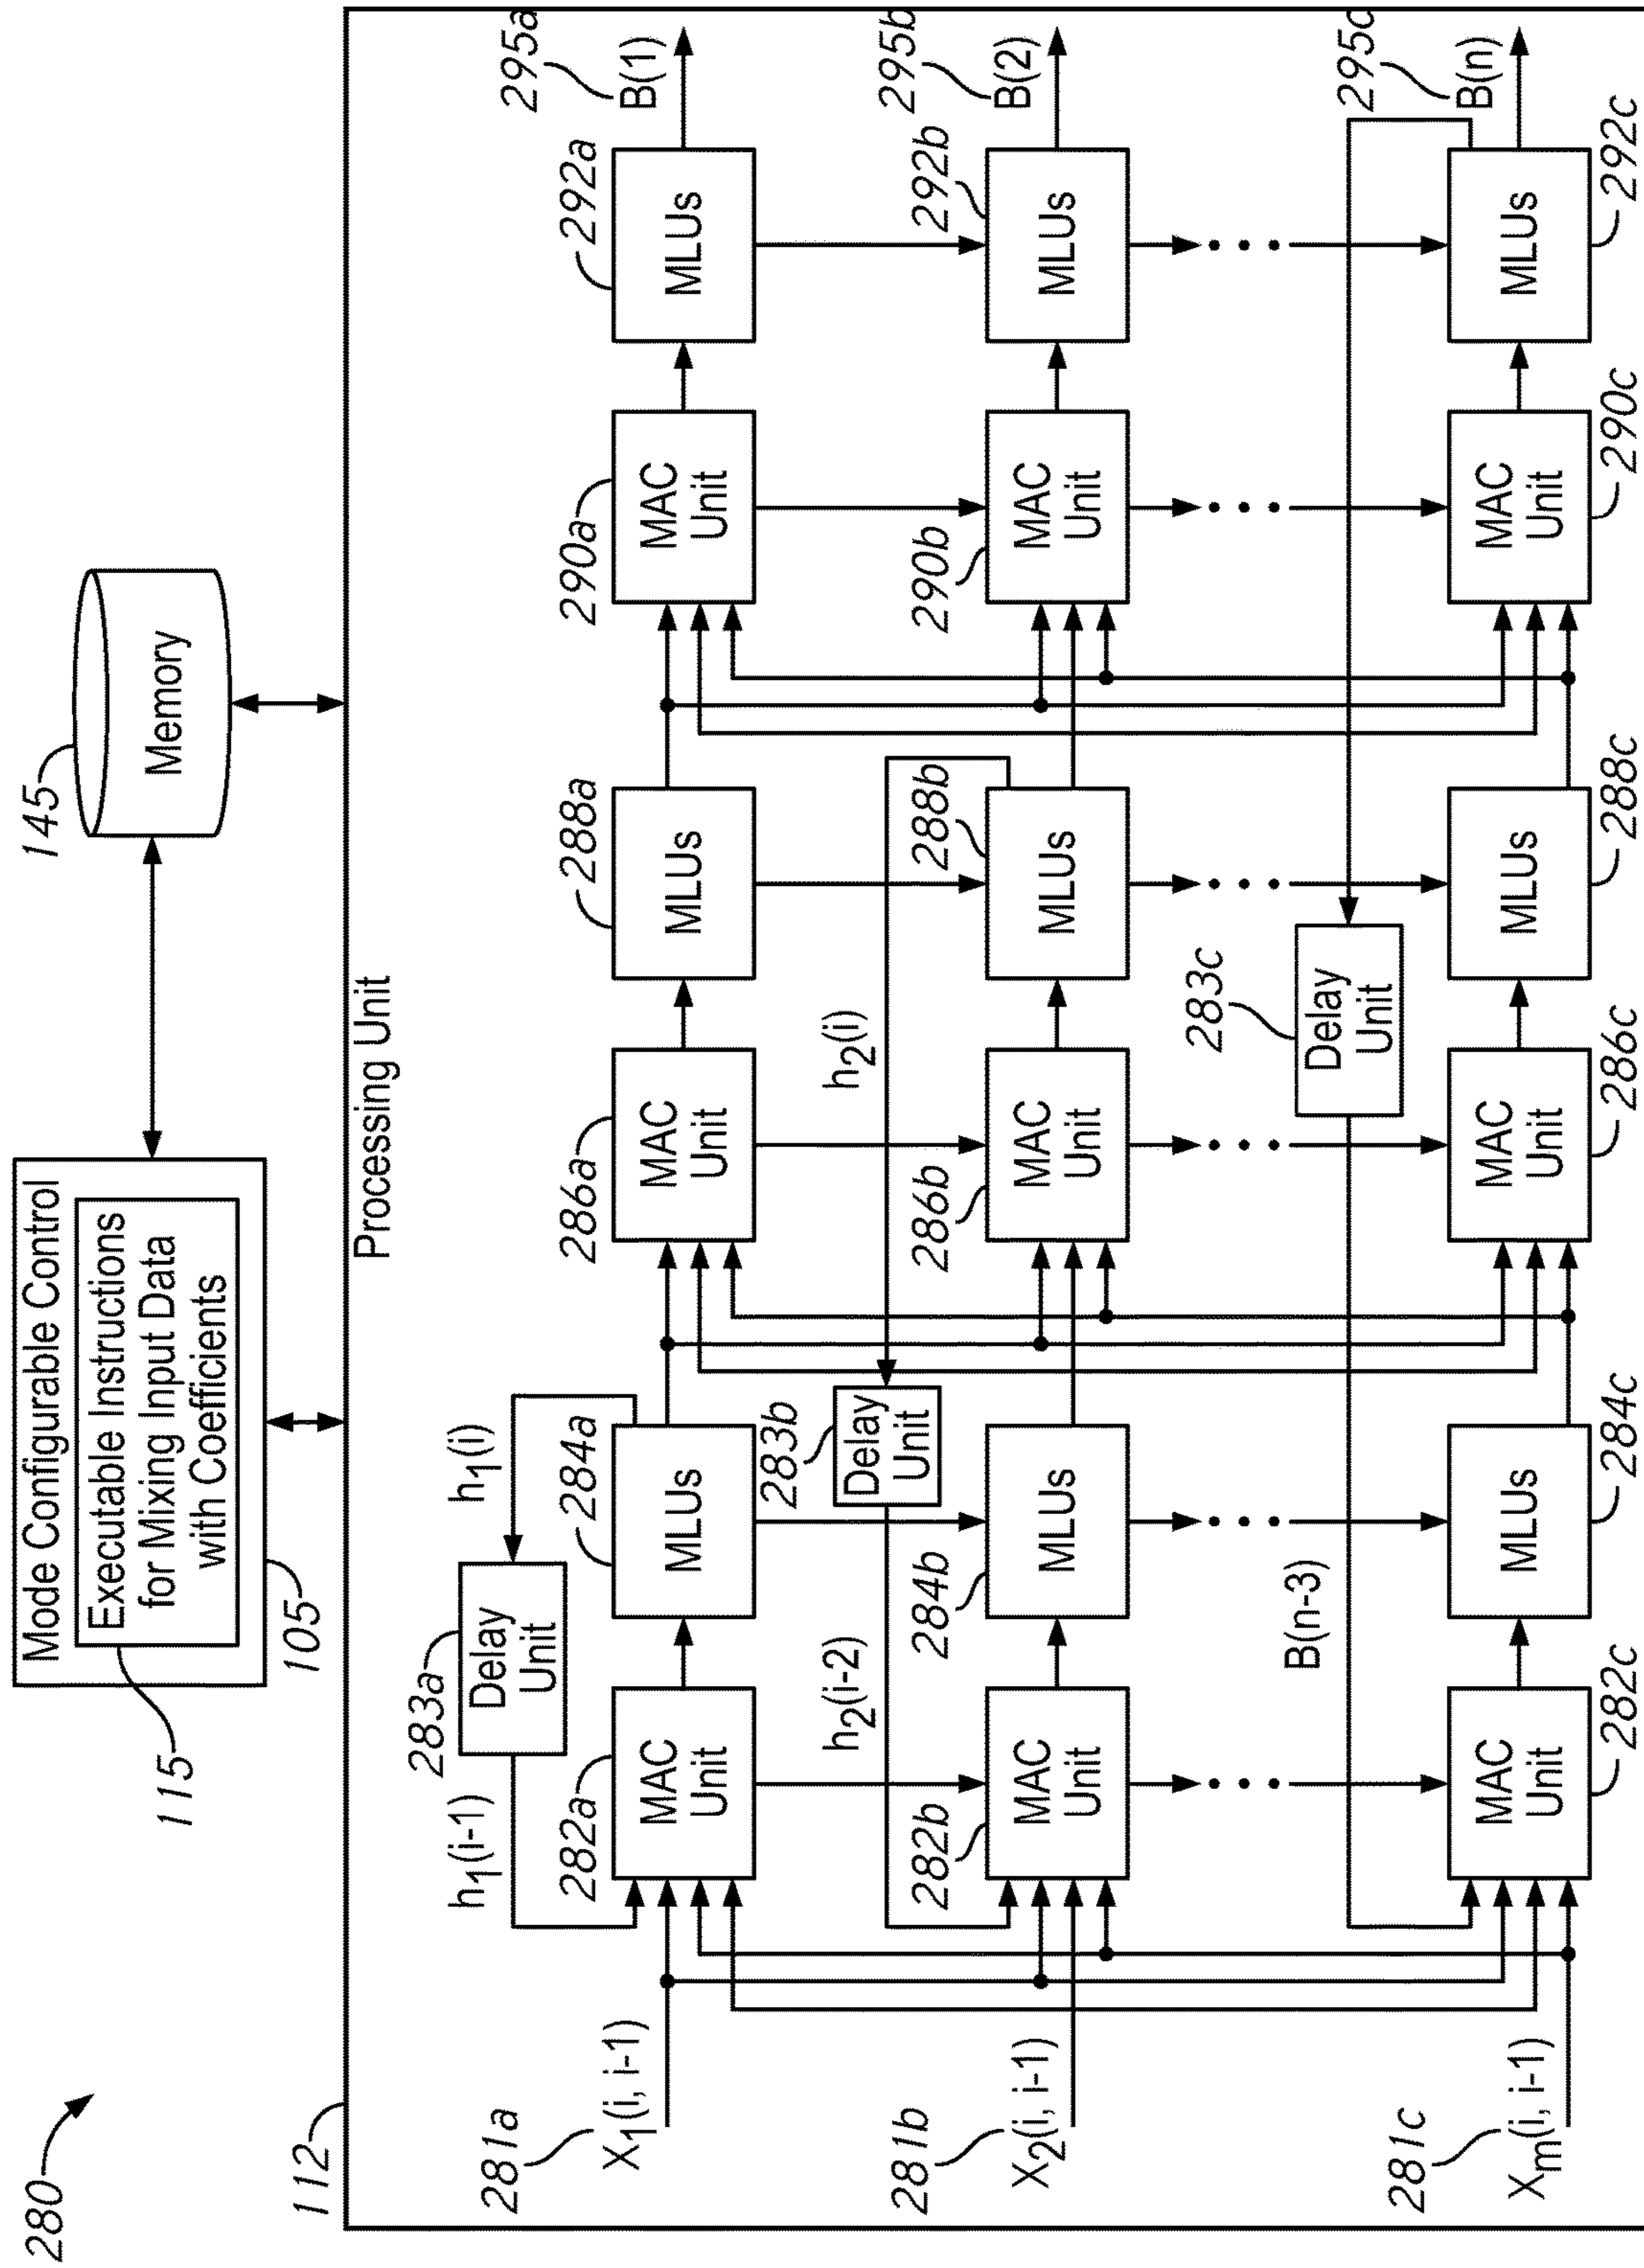 280
Mode Configurable Control
Executable Instructions
for Mixing Input Data
with Coefficients
115
105
145
Memory
112
Processing Unit
h₁(i-1)
283a
Delay
Unit
h₁(i)
281a
X₁(i, i-1)
282a
MAC
Unit
284a
MLUs
286a
MAC
Unit
288a
MLUs
290a
MAC
Unit
292a
MLUs
295a
B(1)
h₂(i-2)
283b
Delay
Unit
h₂(i)
281b
X₂(i, i-1)
282b
MAC
Unit
284b
MLUs
286b
MAC
Unit
288b
MLUs
290b
MAC
Unit
292b
MLUs
295b
B(2)
B(n-3)
283c
Delay
Unit
281c
Xₘ(i, i-1)
MAC
Unit
282c
MLUs
284c
MAC
Unit
286c
MLUs
288c
MAC
Unit
290c
MLUs
292c
295c
B(n)